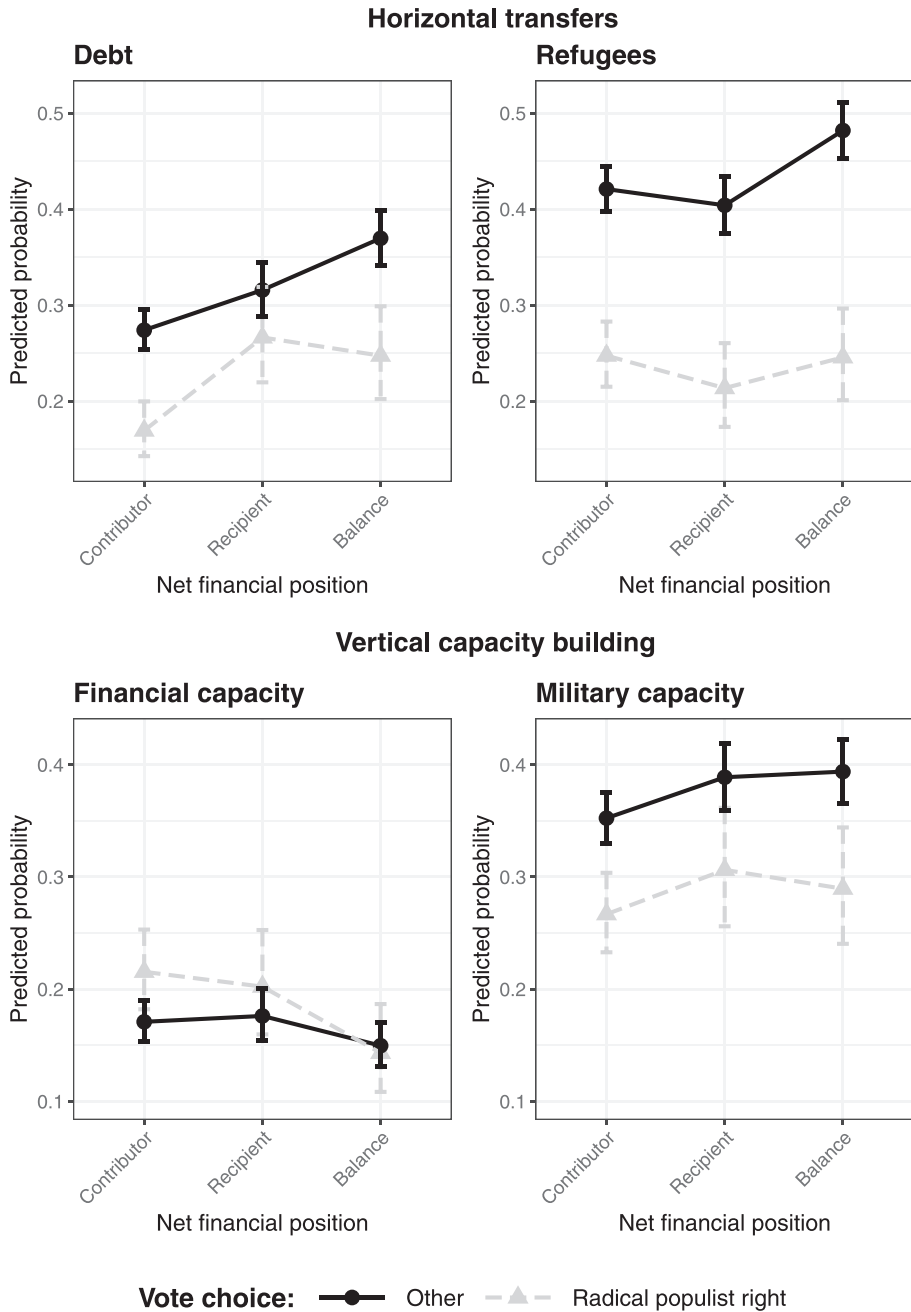 Horizontal transfers
Debt
Refugees
0.5
0.4
0.3
0.2
Predicted probability
Contributor
Recipient
Balance
Net financial position
0.5
0.4
0.3
0.2
Predicted probability
Contributor
Recipient
Balance
Net financial position
Vertical capacity building
Financial capacity
Military capacity
0.4
0.3
0.2
0.1
Predicted probability
Contributor
Recipient
Balance
Net financial position
0.4
0.3
0.2
0.1
Predicted probability
Contributor
Recipient
Balance
Net financial position
Vote choice: Other Radical populist right